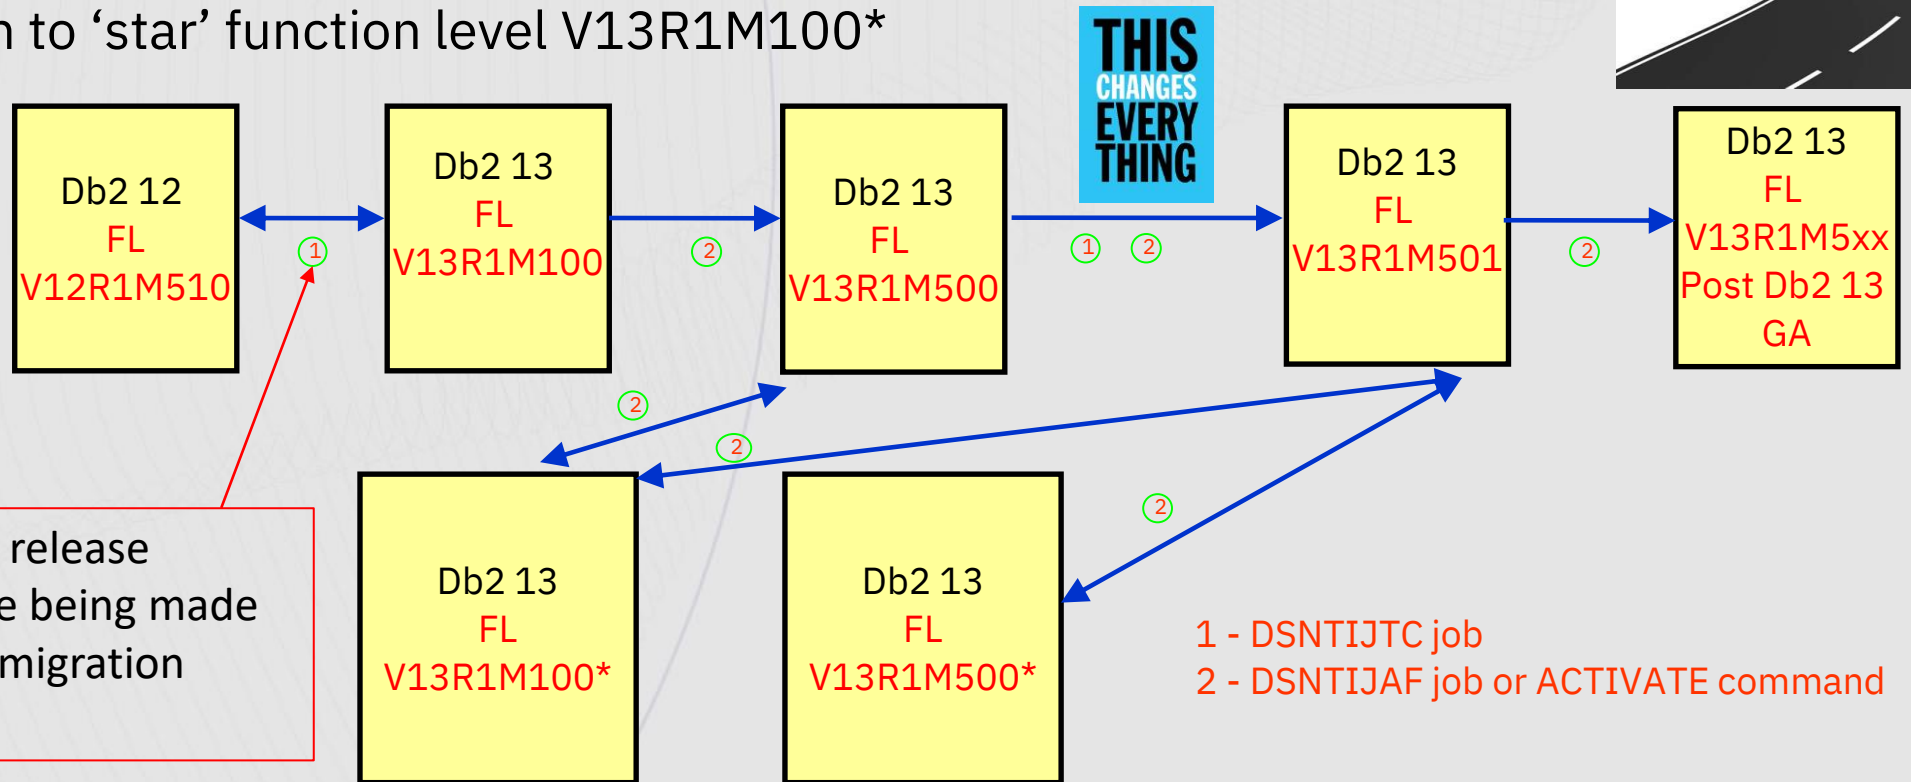 to ‘star’ function level V13R1M100*
THIS
CHANGES
EVERY
THING
Db2 12
FL
V12R1M510
1
Db2 13
FL
V13R1M100
2
Db2 13
FL
V13R1M500
1 2
Db2 13
FL
V13R1M501
2
Db2 13
FL
V13R1M5xx
Post Db2 13
GA
2
2
2
release
being made
migration
Db2 13
FL
V13R1M100*
Db2 13
FL
V13R1M500*
1 - DSNTIJTC job
2 - DSNTIJAF job or ACTIVATE command